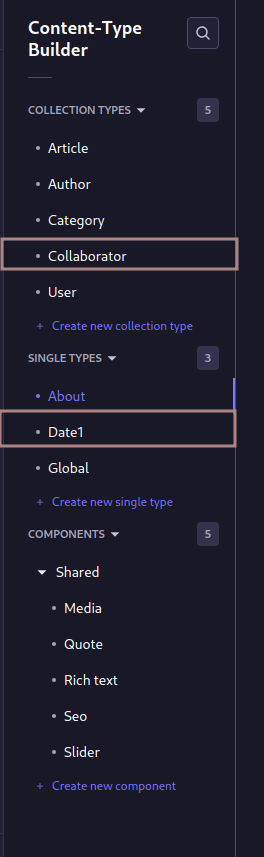 Content-Type
Builder
COLLECTION TYPES
5
Article
Author
Category
Collaborator
User
+ Create new collection type
SINGLE TYPES
3
About
Date1
Global
+ Create new single type
COMPONENTS
5
Shared
Media
Quote
Rich text
Seo
Slider
+ Create new component